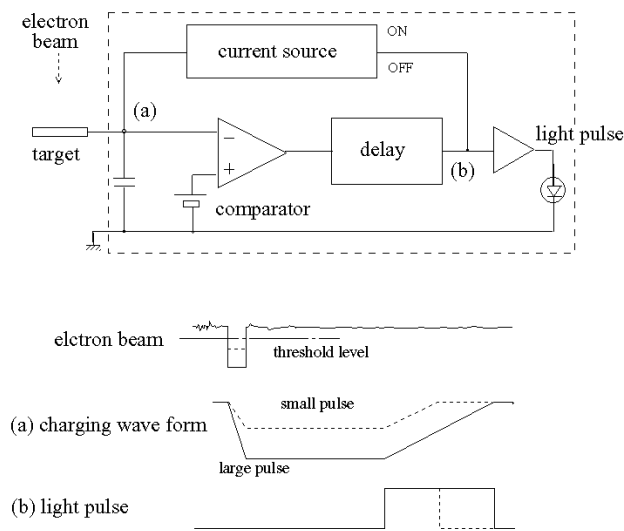 electron
beam
current source
ON
OFF
(a)
target
−
+
comparator
delay
(b)
light pulse
elctron beam
threshold level
(a) charging wave form
small pulse
large pulse
(b) light pulse